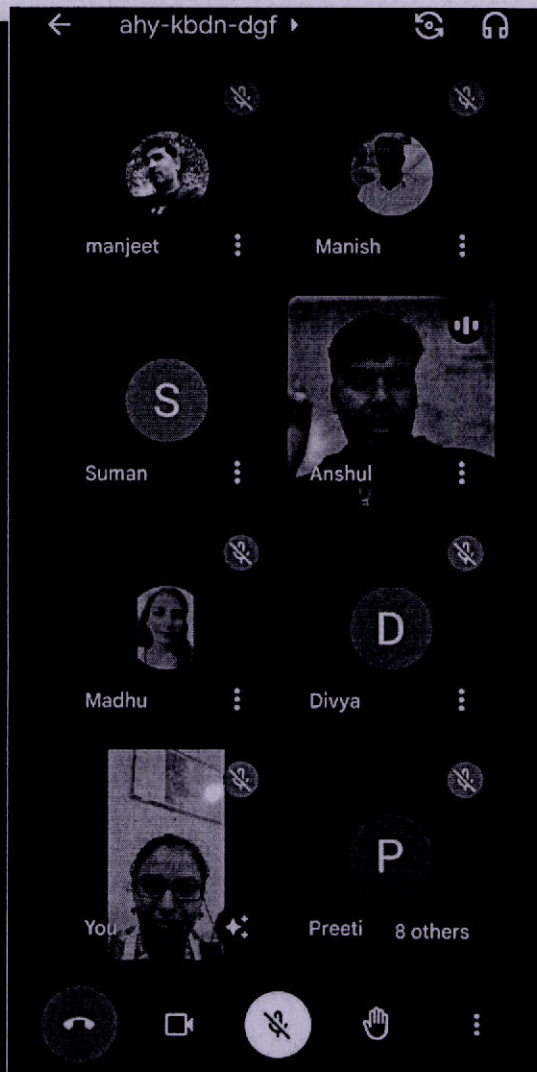 ahy-kbdn-dgf
manjeet
Manish
S
Suman
Anshul
Madhu
D
Divya
You
P
Preeti 8 others